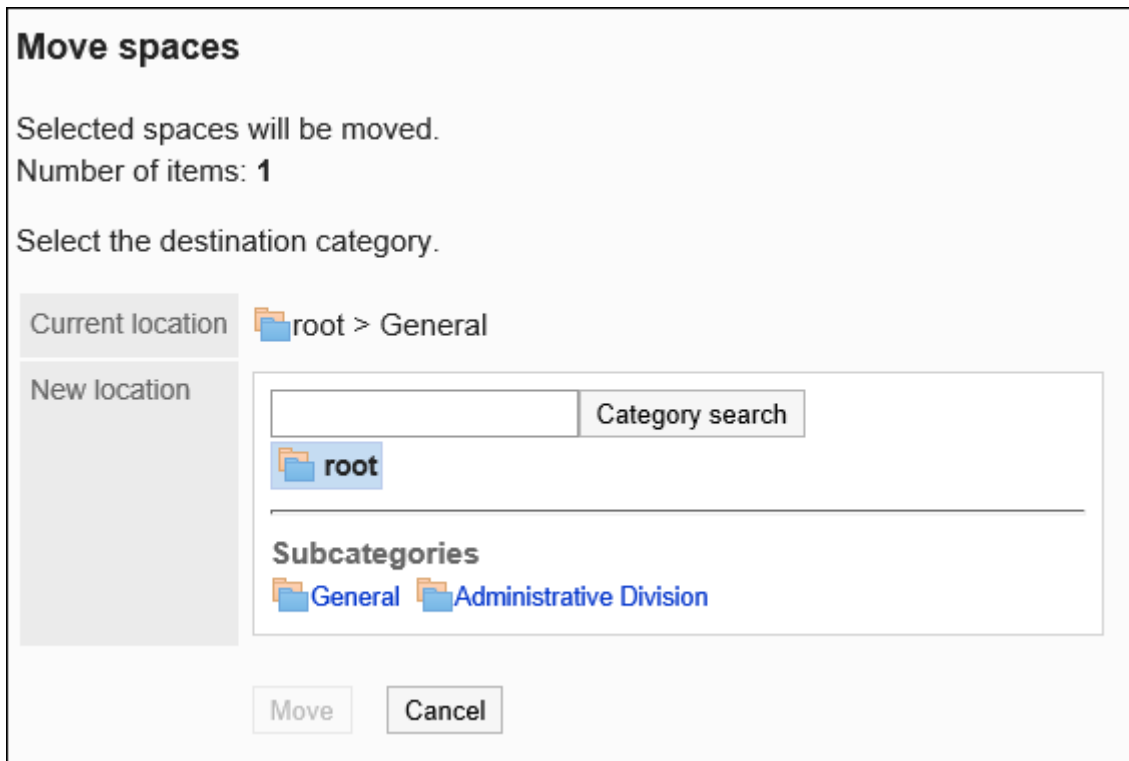 Move spaces
Selected spaces will be moved.
Number of items: 1
Select the destination category.
Current location root > General
New location
Category search
root
Subcategories
General Administrative Division
Move Cancel